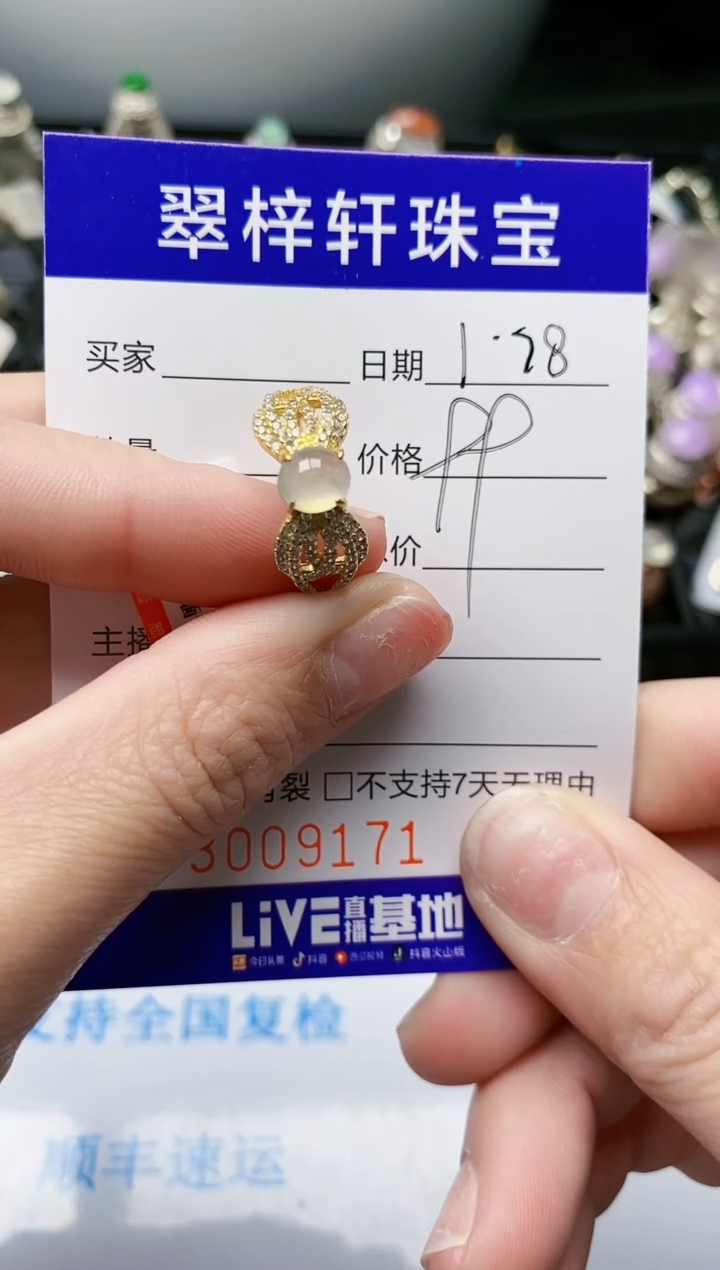 翠梓轩珠宝
买家 日期 1.28
价格 99
价
主播
裂 □不支持7天无理由
3009171
LiVE直播基地
今日头条 抖音 西瓜视频 抖音火山版
支持全国复检
顺丰速运